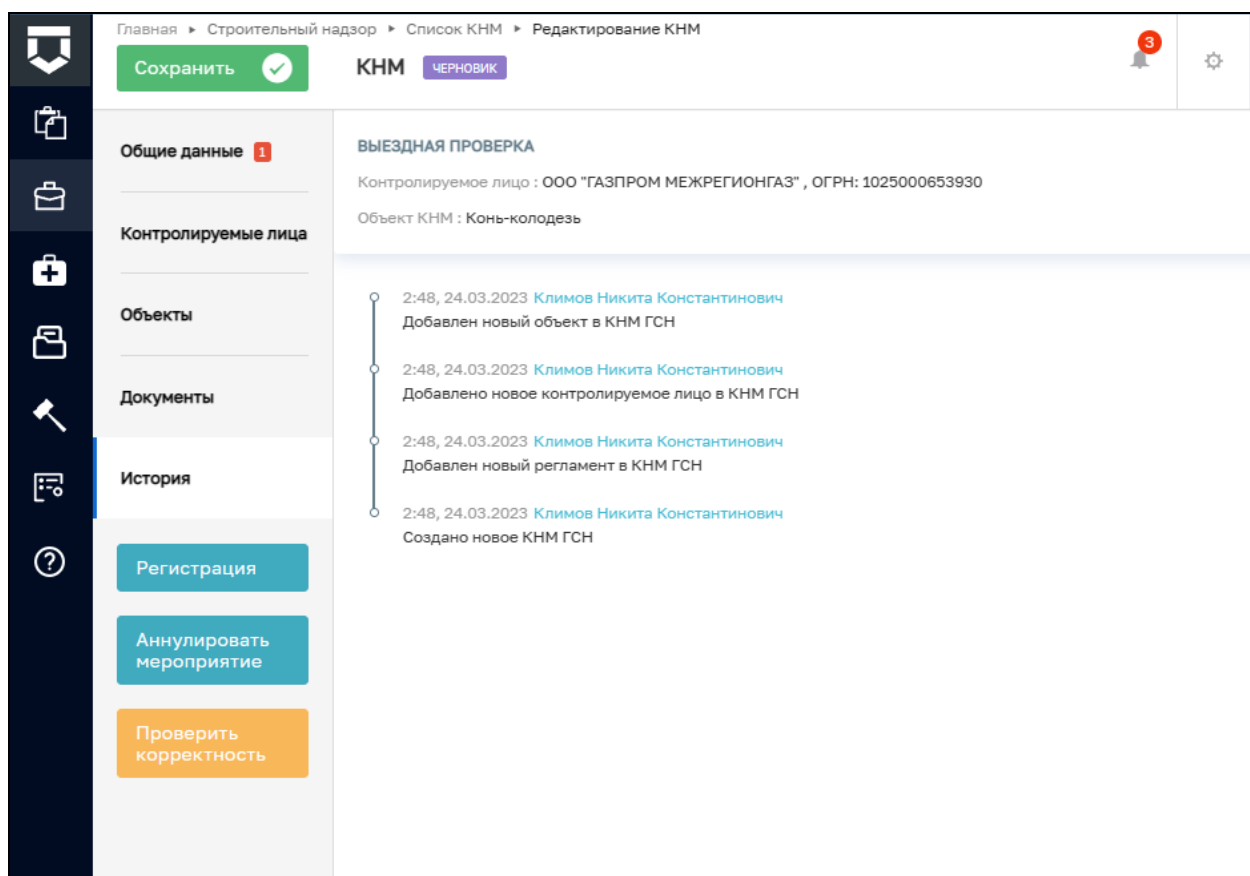 Главная ▸ Строительный надзор ▸ Список КНМ ▸ Редактирование КНМ
Сохранить
КНМ ЧЕРНОВИК
3
Общие данные 1
Контролируемые лица
Объекты
Документы
История
Регистрация
Аннулировать
мероприятие
Проверить
корректность
ВЫЕЗДНАЯ ПРОВЕРКА
Контролируемое лицо : ООО "ГАЗПРОМ МЕЖРЕГИОНГАЗ" , ОГРН: 1025000653930
Объект КНМ : Конь-колодезь
2:48, 24.03.2023 Климов Никита Константинович
Добавлен новый объект в КНМ ГСН
2:48, 24.03.2023 Климов Никита Константинович
Добавлено новое контролируемое лицо в КНМ ГСН
2:48, 24.03.2023 Климов Никита Константинович
Добавлен новый регламент в КНМ ГСН
2:48, 24.03.2023 Климов Никита Константинович
Создано новое КНМ ГСН